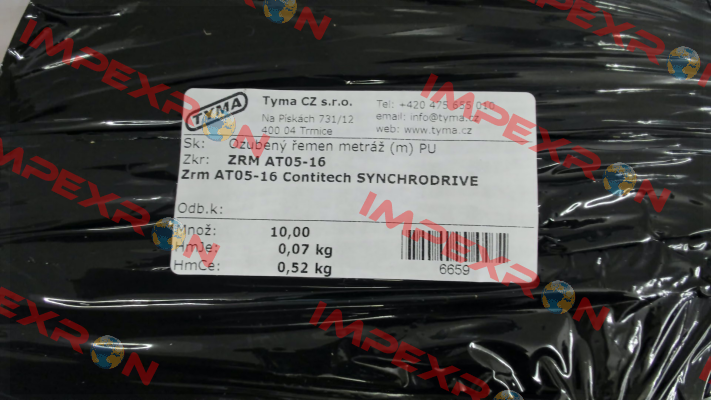 TYMA
Tyma CZ s.r.o.
Na Pískách 731/12
400 04 Trmice
Tel: +420 475 655 010
email: info@tyma.cz
web: www.tyma.cz
Sk: Ozubený řemen metráž (m) PU
Zkr: ZRM AT05-16
Zrm AT05-16 Contitech SYNCHRODRIVE
Odb.k:
Množ: 10,00
HmJe: 0,07 kg
HmCe: 0,52 kg
6659
IMPEXRON
IMPEXRON
IMPEXRON
IMPEXRON
IMPEXRON
IMPEXRON